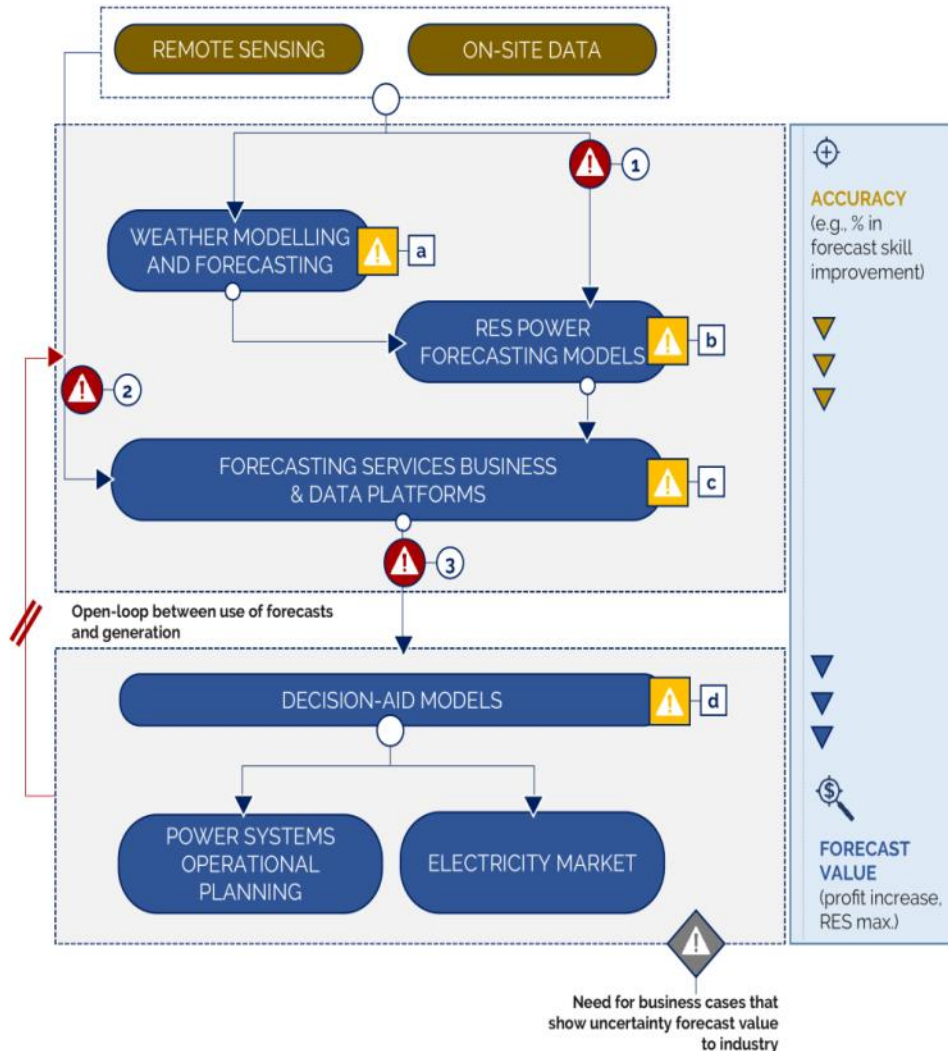 REMOTE SENSING
ON-SITE DATA
1
ACCURACY
(e.g., % in
forecast skill
improvement)
WEATHER MODELLING
AND FORECASTING
a
RES POWER
FORECASTING MODELS
b
2
FORECASTING SERVICES BUSINESS
& DATA PLATFORMS
c
3
Open-loop between use of forecasts
and generation
DECISION-AID MODELS
d
POWER SYSTEMS
OPERATIONAL
PLANNING
ELECTRICITY MARKET
$
FORECAST
VALUE
(profit increase,
RES max.)
Need for business cases that
show uncertainty forecast value
to industry